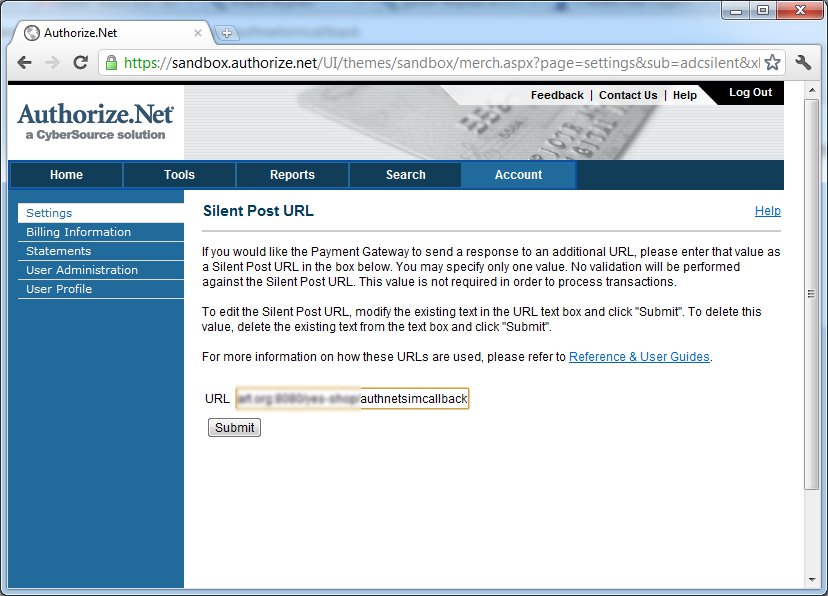 Authorize.Net
https://sandbox.authorize.net/UI/themes/sandbox/merch.aspx?page=settings&sub=adcsilent&xl
Feedback | Contact Us | Help
Log Out
Authorize.Net
a CyberSource solution
Home Tools Reports Search Account
Settings
Billing Information
Statements
User Administration
User Profile
Silent Post URL
Help
If you would like the Payment Gateway to send a response to an additional URL, please enter that value as
a Silent Post URL in the box below. You may specify only one value. No validation will be performed
against the Silent Post URL. This value is not required in order to process transactions.
To edit the Silent Post URL, modify the existing text in the URL text box and click "Submit". To delete this
value, delete the existing text from the text box and click "Submit".
For more information on how these URLs are used, please refer to Reference & User Guides.
URL authnetsimcallback
Submit